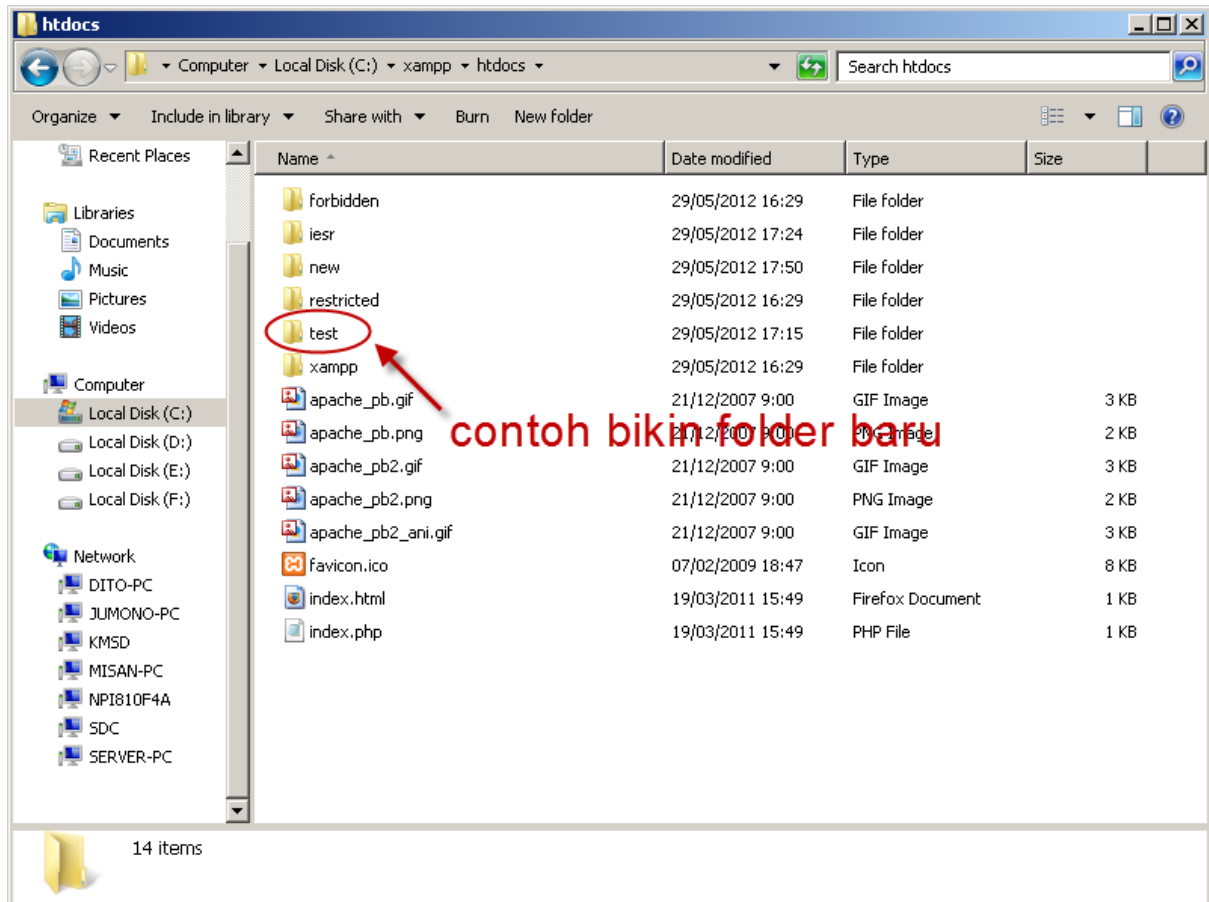 htdocs
Computer Local Disk (C:) xampp htdocs
Search htdocs
Organize Include in library Share with Burn New folder
Recent Places
Libraries
Documents
Music
Pictures
Videos
Computer
Local Disk (C:)
Local Disk (D:)
Local Disk (E:)
Local Disk (F:)
Network
DITO-PC
JUMONO-PC
KMSD
MISAN-PC
NPI810F4A
SDC
SERVER-PC
Name Date modified Type Size
forbidden 29/05/2012 16:29 File folder
iesr 29/05/2012 17:24 File folder
new 29/05/2012 17:50 File folder
restricted 29/05/2012 16:29 File folder
test 29/05/2012 17:15 File folder
xampp 29/05/2012 16:29 File folder
apache_pb.gif 21/12/2007 9:00 GIF Image 3 KB
apache_pb.png 21/12/2007 9:00 PNG Image 2 KB
contoh bikin folder baru
apache_pb2.gif 21/12/2007 9:00 GIF Image 3 KB
apache_pb2.png 21/12/2007 9:00 PNG Image 2 KB
apache_pb2_ani.gif 21/12/2007 9:00 GIF Image 3 KB
favicon.ico 07/02/2009 18:47 Icon 8 KB
index.html 19/03/2011 15:49 Firefox Document 1 KB
index.php 19/03/2011 15:49 PHP File 1 KB
14 items